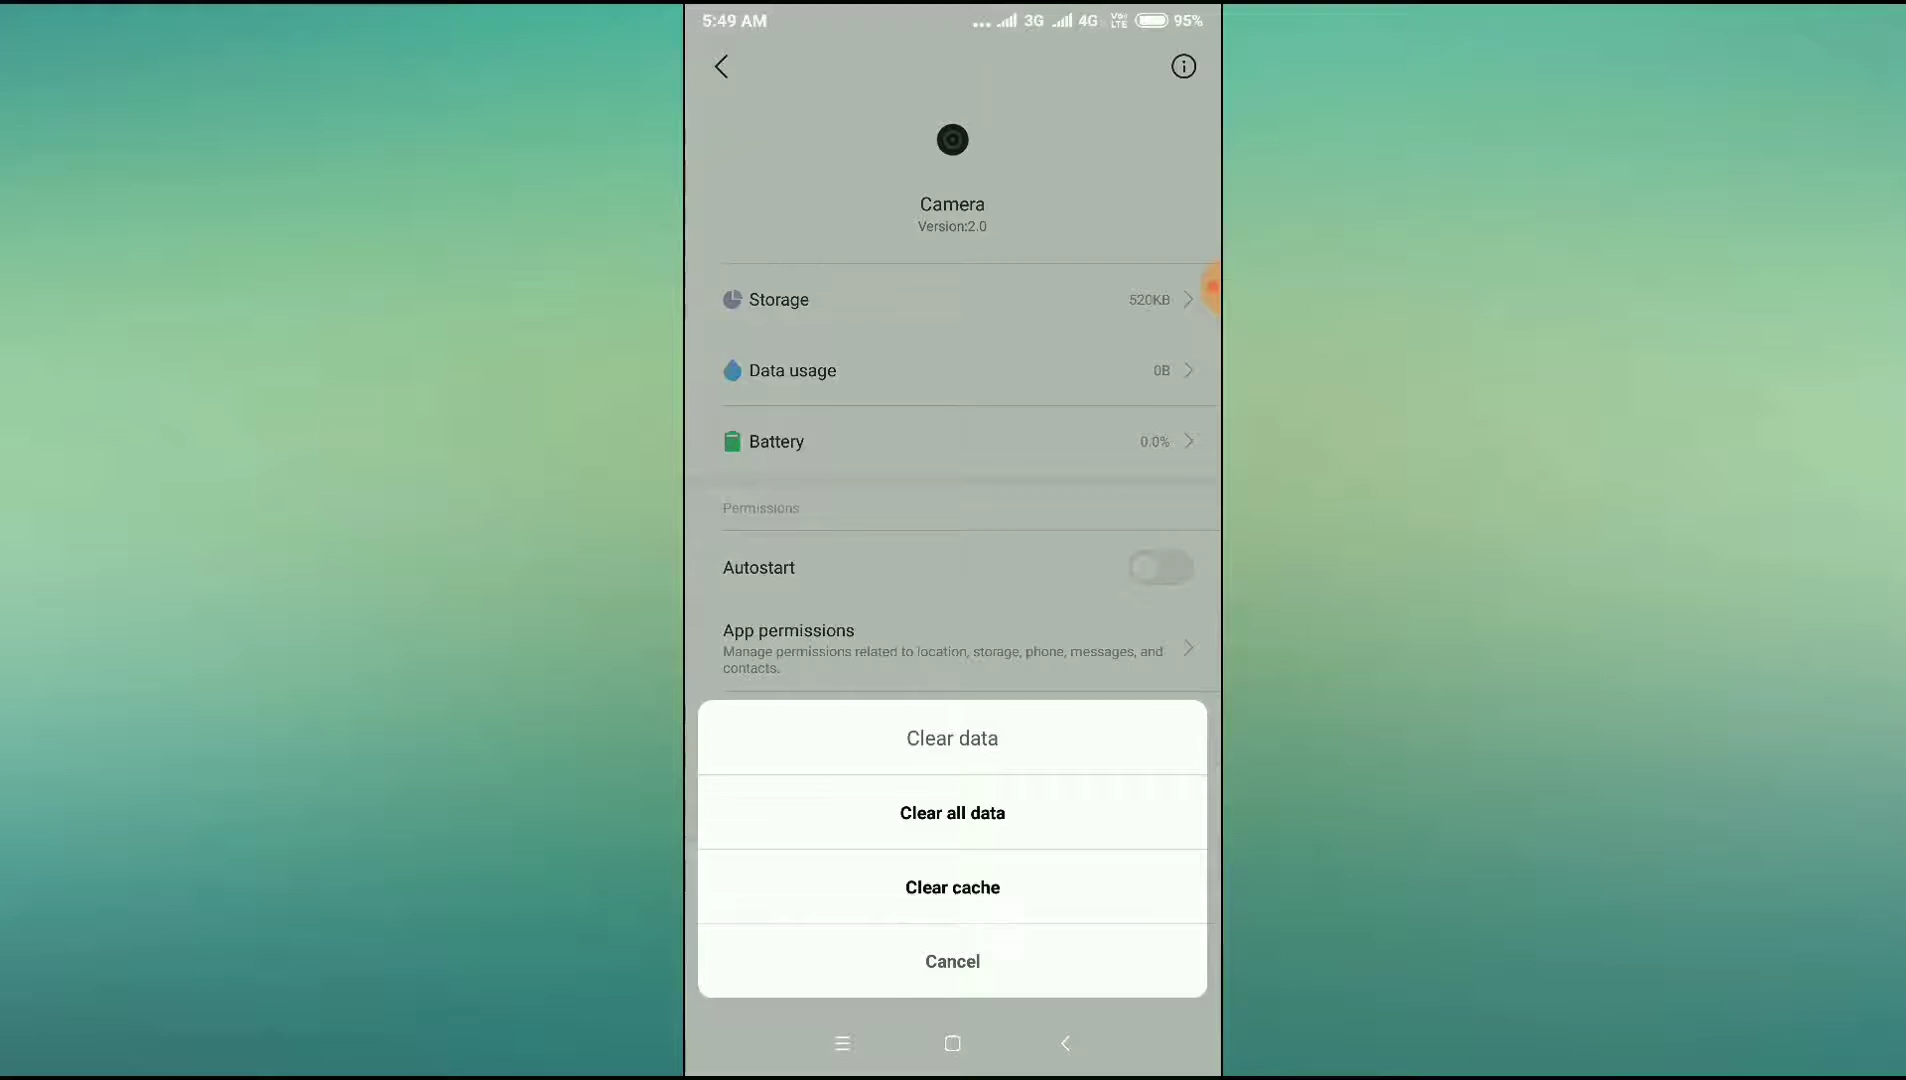 5:49 AM
3G 4G Vo LTE 95%
Camera
Version:2.0
Storage 520KB
Data usage 0B
Battery 0.0%
Permissions
Autostart
App permissions
Manage permissions related to location, storage, phone, messages, and
contacts.
Clear data
Clear all data
Clear cache
Cancel